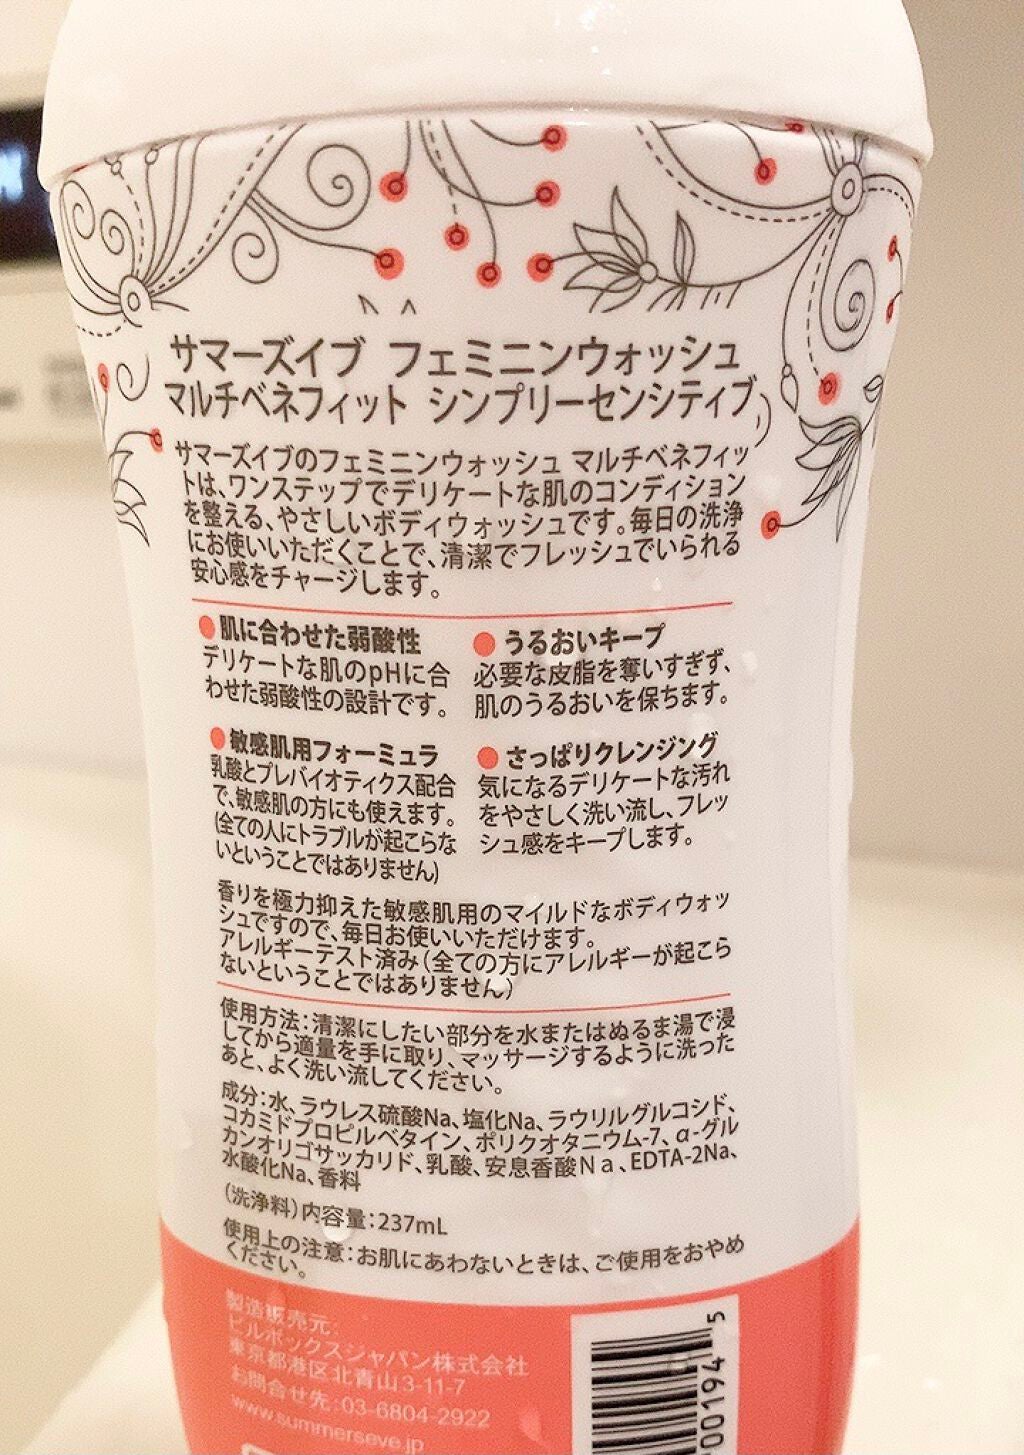 サマーズイブ フェミニンウォッシュ
マルチベネフィット シンプリーセンシティブ
サマーズイブのフェミニンウォッシュ マルチベネフィッ
トは、ワンステップでデリケートな肌のコンディション
を整える、やさしいボディウォッシュです。毎日の洗浄
にお使いいただくことで、清潔でフレッシュでいられる
安心感をチャージします。
●肌に合わせた弱酸性
デリケートな肌のpHに合
わせた弱酸性の設計です。
●うるおいキープ
必要な皮脂を奪いすぎず、
肌のうるおいを保ちます。
●敏感肌用フォーミュラ
乳酸とプレバイオティクス配合
で、敏感肌の方にも使えます。
(全ての人にトラブルが起こらな
いということではありません)
●さっぱりクレンジング
気になるデリケートな汚れ
をやさしく洗い流し、フレッ
シュ感をキープします。
香りを極力抑えた敏感肌用のマイルドなボディウォッ
シュですので、毎日お使いいただけます。
アレルギーテスト済み(全ての方にアレルギーが起こら
ないということではありません)
使用方法:清潔にしたい部分を水またはぬるま湯で浸
してから適量を手に取り、マッサージするように洗った
あと、よく洗い流してください。
成分:水、ラウレス硫酸Na、塩化Na、ラウリルグルコシド、
コカミドプロピルベタイン、ポリクオタニウム-7、α-グル
カンオリゴサッカリド、乳酸、安息香酸Na、EDTA-2Na、
水酸化Na、香料
(洗浄料)内容量:237mL
使用上の注意:お肌にあわないときは、ご使用をおやめ
ください。
製造販売元:
ピルボックスジャパン株式会社
東京都港区北青山3-11-7
お問合せ先:03-6804-2922
www.summerseve.jp
00194 5